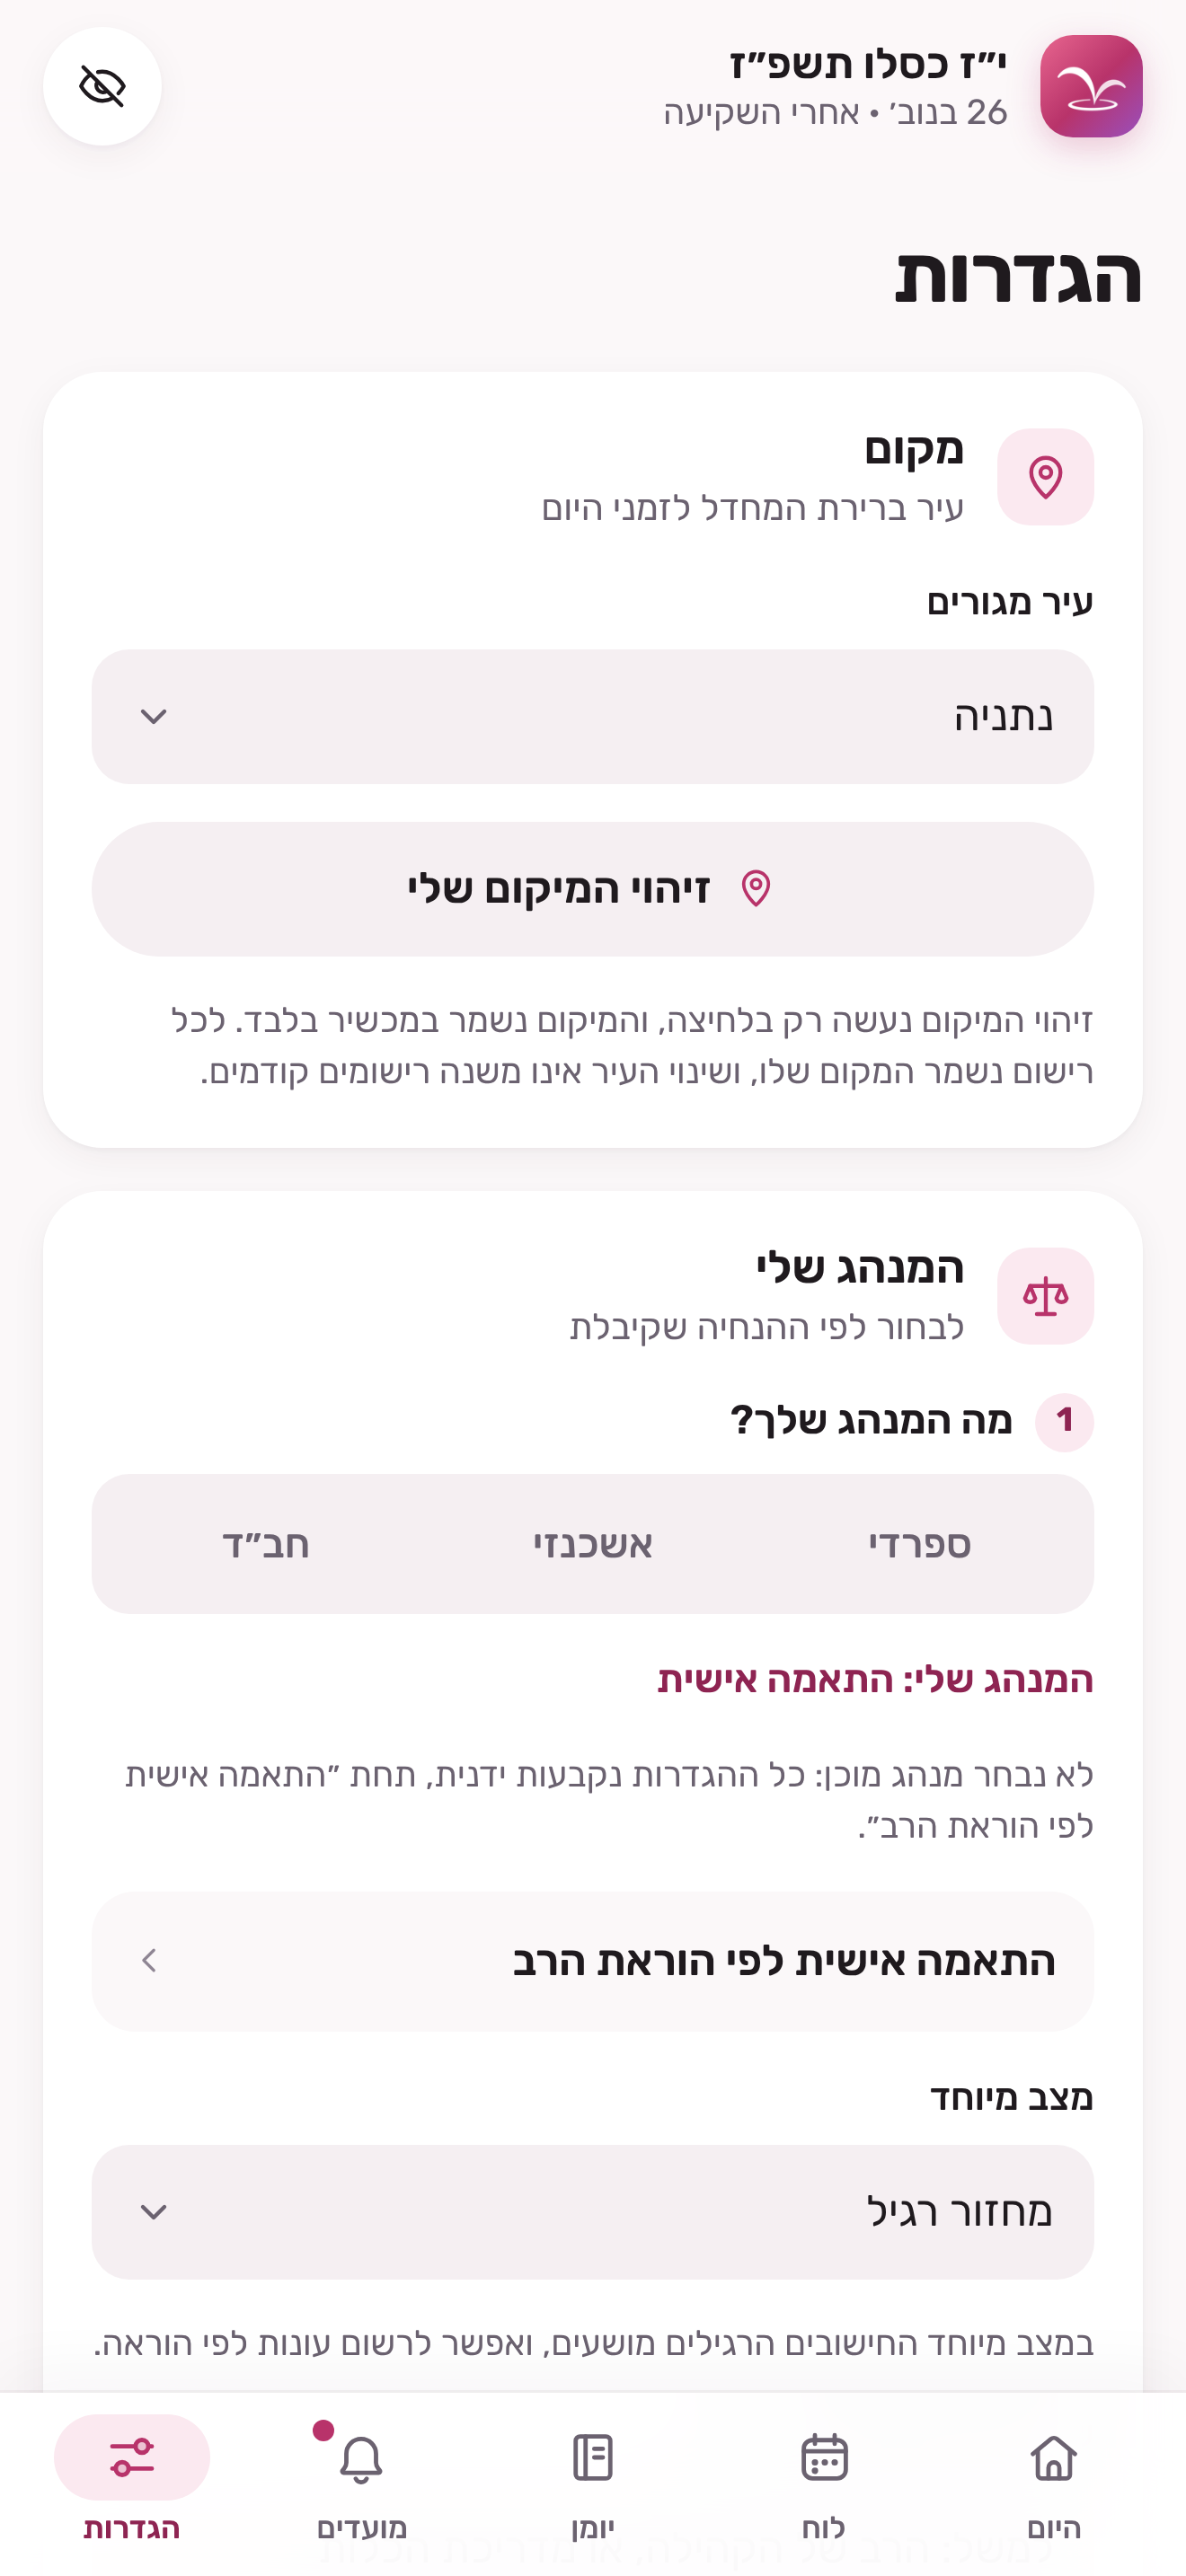 י״ז כסלו תשפ״ז
26 בנוב׳ • אחרי השקיעה
הגדרות
מקום
עיר ברירת המחדל לזמני היום
עיר מגורים
נתניה
זיהוי המיקום שלי
זיהוי המיקום נעשה רק בלחיצה, והמיקום נשמר במכשיר בלבד. לכל
רישום נשמר המקום שלו, ושינוי העיר אינו משנה רישומים קודמים.
המנהג שלי
לבחור לפי ההנחיה שקיבלת
1 מה המנהג שלך?
ספרדי אשכנזי חב״ד
המנהג שלי: התאמה אישית
לא נבחר מנהג מוכן: כל ההגדרות נקבעות ידנית, תחת ״התאמה אישית
לפי הוראת הרב״.
התאמה אישית לפי הוראת הרב
מצב מיוחד
מחזור רגיל
במצב מיוחד החישובים הרגילים מושעים, ואפשר לרשום עונות לפי הוראה.
היום לוח יומן מועדים הגדרות